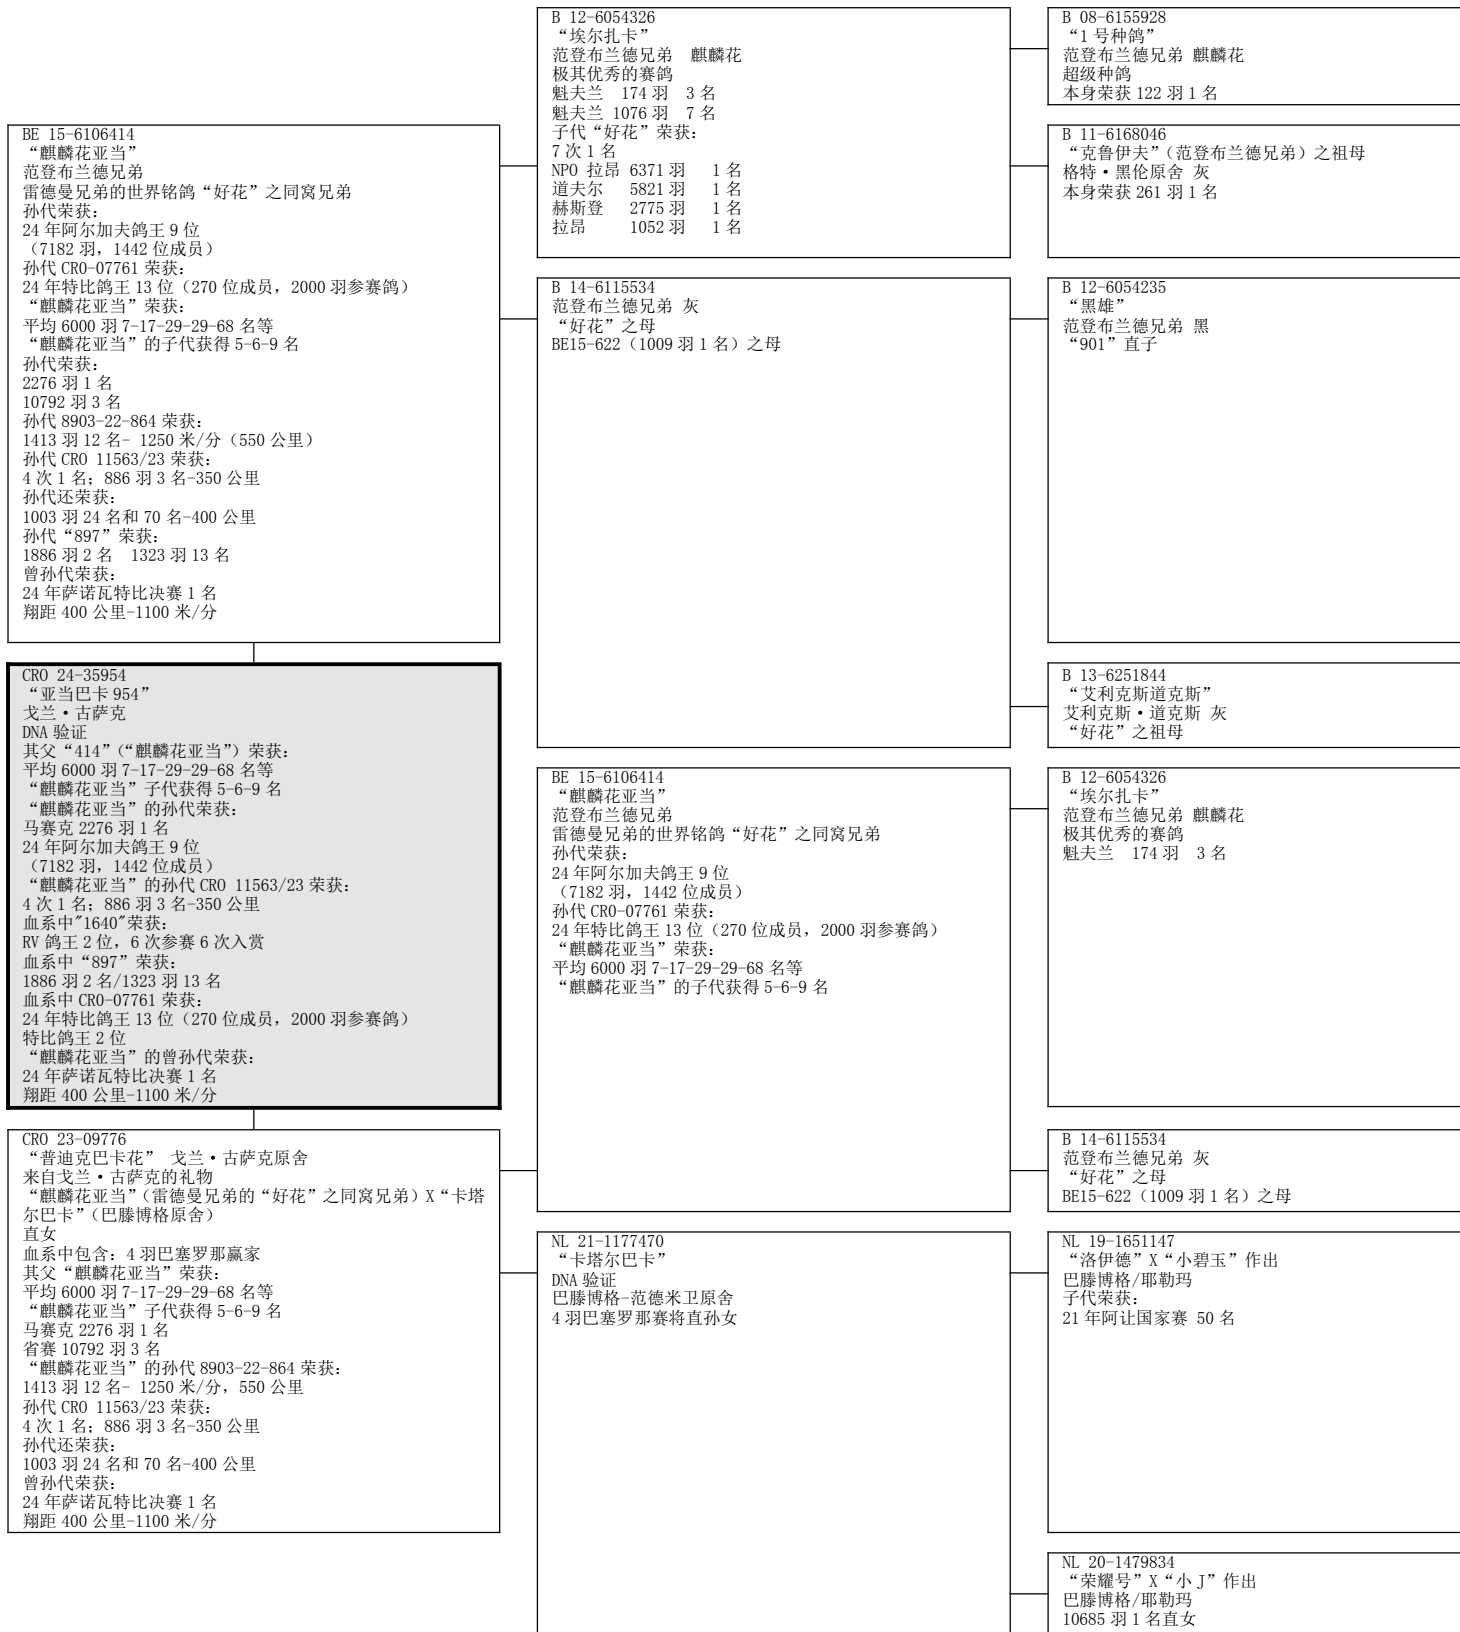 BE 15-6106414
“麒麟花亚当”
范登布兰德兄弟
雷德曼兄弟的世界铭鸽“好花”之同窝兄弟
孙代荣获：
24 年阿尔加夫鸽王 9 位
（7182 羽，1442 位成员）
孙代 CRO-07761 荣获：
24 年特比鸽王 13 位（270 位成员，2000 羽参赛鸽）
“麒麟花亚当”荣获：
平均 6000 羽 7-17-29-29-68 名等
“麒麟花亚当”的子代获得 5-6-9 名
孙代荣获：
2276 羽 1 名
10792 羽 3 名
孙代 8903-22-864 荣获：
1413 羽 12 名- 1250 米/分（550 公里）
孙代 CRO 11563/23 荣获：
4 次 1 名；886 羽 3 名-350 公里
孙代还荣获：
1003 羽 24 名和 70 名-400 公里
孙代“897”荣获：
1886 羽 2 名 1323 羽 13 名
曾孙代荣获：
24 年萨诺瓦特比决赛 1 名
翔距 400 公里-1100 米/分
CRO 24-35954
“亚当巴卡 954”
戈兰·古萨克
DNA 验证
其父“414”（“麒麟花亚当”）荣获：
平均 6000 羽 7-17-29-29-68 名等
“麒麟花亚当”子代获得 5-6-9 名
“麒麟花亚当”的孙代荣获：
马赛克 2276 羽 1 名
24 年阿尔加夫鸽王 9 位
（7182 羽，1442 位成员）
“麒麟花亚当”的孙代 CRO 11563/23 荣获：
4 次 1 名；886 羽 3 名-350 公里
血系中"1640"荣获：
RV 鸽王 2 位，6 次参赛 6 次入赏
血系中“897”荣获：
1886 羽 2 名/1323 羽 13 名
血系中 CRO-07761 荣获：
24 年特比鸽王 13 位（270 位成员，2000 羽参赛鸽）
特比鸽王 2 位
“麒麟花亚当”的曾孙代荣获：
24 年萨诺瓦特比决赛 1 名
翔距 400 公里-1100 米/分
CRO 23-09776
“普迪克巴卡花” 戈兰·古萨克原舍
来自戈兰·古萨克的礼物
“麒麟花亚当”（雷德曼兄弟的“好花”之同窝兄弟）X“卡塔
尔巴卡”（巴滕博格原舍）
直女
血系中包含：4 羽巴塞罗那赢家
其父“麒麟花亚当”荣获：
平均 6000 羽 7-17-29-29-68 名等
“麒麟花亚当”子代获得 5-6-9 名
马赛克 2276 羽 1 名
省赛 10792 羽 3 名
“麒麟花亚当”的孙代 8903-22-864 荣获：
1413 羽 12 名- 1250 米/分，550 公里
孙代 CRO 11563/23 荣获：
4 次 1 名；886 羽 3 名-350 公里
孙代还荣获：
1003 羽 24 名和 70 名-400 公里
曾孙代荣获：
24 年萨诺瓦特比决赛 1 名
翔距 400 公里-1100 米/分
B 12-6054326
“埃尔扎卡”
范登布兰德兄弟 麒麟花
极其优秀的赛鸽
魁夫兰 174 羽 3 名
魁夫兰 1076 羽 7 名
子代“好花”荣获：
7 次 1 名
NPO 拉昂 6371 羽 1 名
道夫尔 5821 羽 1 名
赫斯登 2775 羽 1 名
拉昂 1052 羽 1 名
B 14-6115534
范登布兰德兄弟 灰
“好花”之母
BE15-622（1009 羽 1 名）之母
BE 15-6106414
“麒麟花亚当”
范登布兰德兄弟
雷德曼兄弟的世界铭鸽“好花”之同窝兄弟
孙代荣获：
24 年阿尔加夫鸽王 9 位
（7182 羽，1442 位成员）
孙代 CRO-07761 荣获：
24 年特比鸽王 13 位（270 位成员，2000 羽参赛鸽）
“麒麟花亚当”荣获：
平均 6000 羽 7-17-29-29-68 名等
“麒麟花亚当”的子代获得 5-6-9 名
NL 21-1177470
“卡塔尔巴卡”
DNA 验证
巴滕博格-范德米卫原舍
4 羽巴塞罗那赛将直孙女
B 08-6155928
“1 号种鸽”
范登布兰德兄弟 麒麟花
超级种鸽
本身荣获 122 羽 1 名
B 11-6168046
“克鲁伊夫”（范登布兰德兄弟）之祖母
格特·黑伦原舍 灰
本身荣获 261 羽 1 名
B 12-6054235
“黑雄”
范登布兰德兄弟 黑
“901”直子
B 13-6251844
“艾利克斯道克斯”
艾利克斯·道克斯 灰
“好花”之祖母
B 12-6054326
“埃尔扎卡”
范登布兰德兄弟 麒麟花
极其优秀的赛鸽
魁夫兰 174 羽 3 名
B 14-6115534
范登布兰德兄弟 灰
“好花”之母
BE15-622（1009 羽 1 名）之母
NL 19-1651147
“洛伊德”X“小碧玉”作出
巴滕博格/耶勒玛
子代荣获：
21 年阿让国家赛 50 名
NL 20-1479834
“荣耀号”X“小 J”作出
巴滕博格/耶勒玛
10685 羽 1 名直女